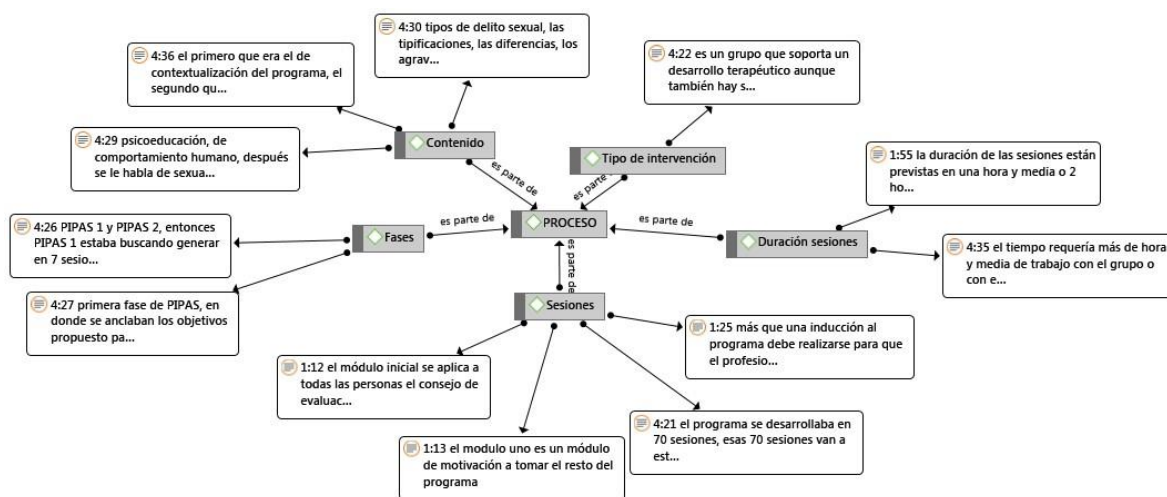 4:30 tipos de delito sexual, las
tipificaciones, las diferencias, los
agrav...
4:36 el primero que era el de
contextualización del programa, el
segundo qu...
4:22 es un grupo que soporta un
desarrollo terapéutico aunque
también hay s...
4:29 psicoeducación, de
comportamiento humano, después
se le habla de sexua...
Contenido
Tipo de intervención
1:55 la duración de las sesiones están
previstas en una hora y media o 2
ho...
es parte de
es parte
4:26 PIPAS 1 y PIPAS 2, entonces
PIPAS 1 estaba buscando generar
en 7 sesio...
Fases
es parte de
PROCESO
es parte de
Duración sesiones
4:35 el tiempo requería más de hora
y media de trabajo con el grupo o
con e...
es parte de
4:27 primera fase de PIPAS, en
donde se anclaban los objetivos
propuesto pa...
Sesiones
1:25 más que una inducción al
programa debe realizarse para que
el profesio...
1:12 el módulo inicial se aplica a
todas las personas el consejo de
evaluac...
4:21 el programa se desarrollaba en
70 sesiones, esas 70 sesiones van a
est...
1:13 el modulo uno es un módulo
de motivación a tomar el resto del
programa